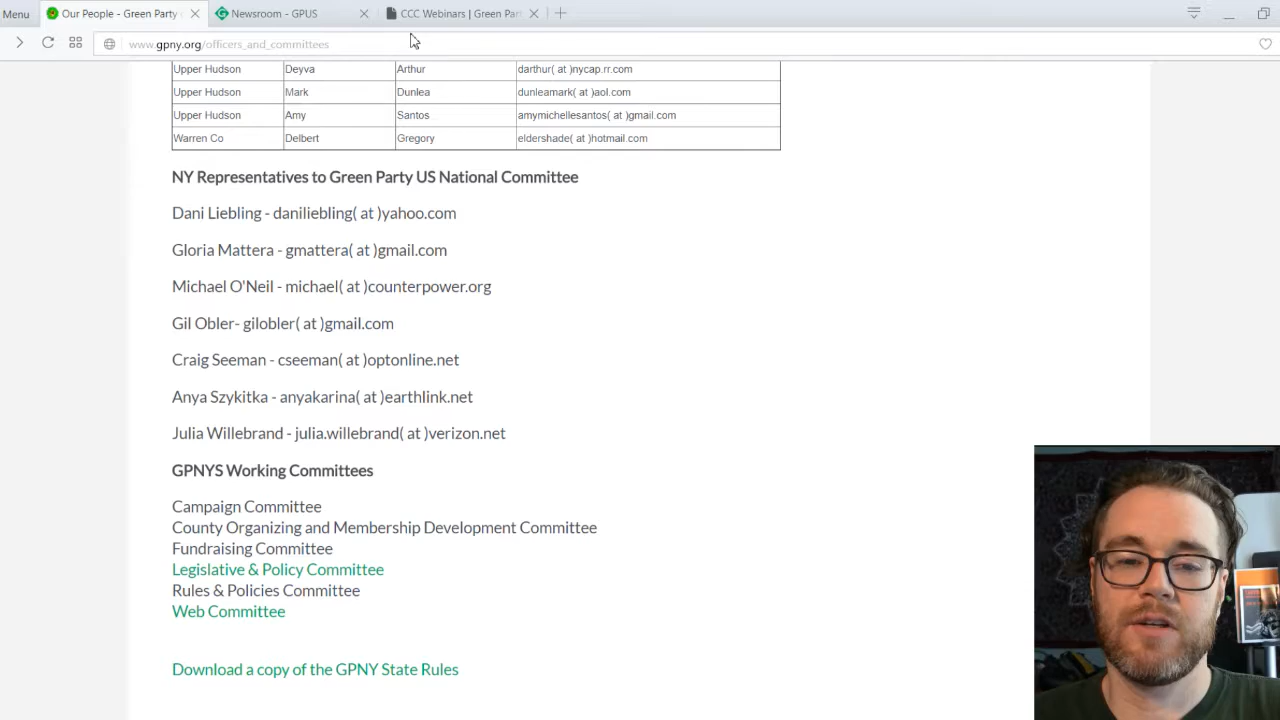 Menu
Our People - Green Party
Newsroom - GPUS
CCC Webinars | Green Par
www.gpny.org/officers_and_committees
Upper Hudson Deyva Arthur darthur( at )nycap.rr.com
Upper Hudson Mark Dunlea dunleamark( at )aol.com
Upper Hudson Amy Santos amymichellesantos( at )gmail.com
Warren Co Delbert Gregory eldershade( at )hotmail.com
NY Representatives to Green Party US National Committee
Dani Liebling - daniliebling( at )yahoo.com
Gloria Mattera - gmattera( at )gmail.com
Michael O'Neil - michael( at )counterpower.org
Gil Obler- gilobler( at )gmail.com
Craig Seeman - cseeman( at )optonline.net
Anya Szykitka - anyakarina( at )earthlink.net
Julia Willebrand - julia.willebrand( at )verizon.net
GPNYS Working Committees
Campaign Committee
County Organizing and Membership Development Committee
Fundraising Committee
Legislative & Policy Committee
Rules & Policies Committee
Web Committee
Download a copy of the GPNY State Rules